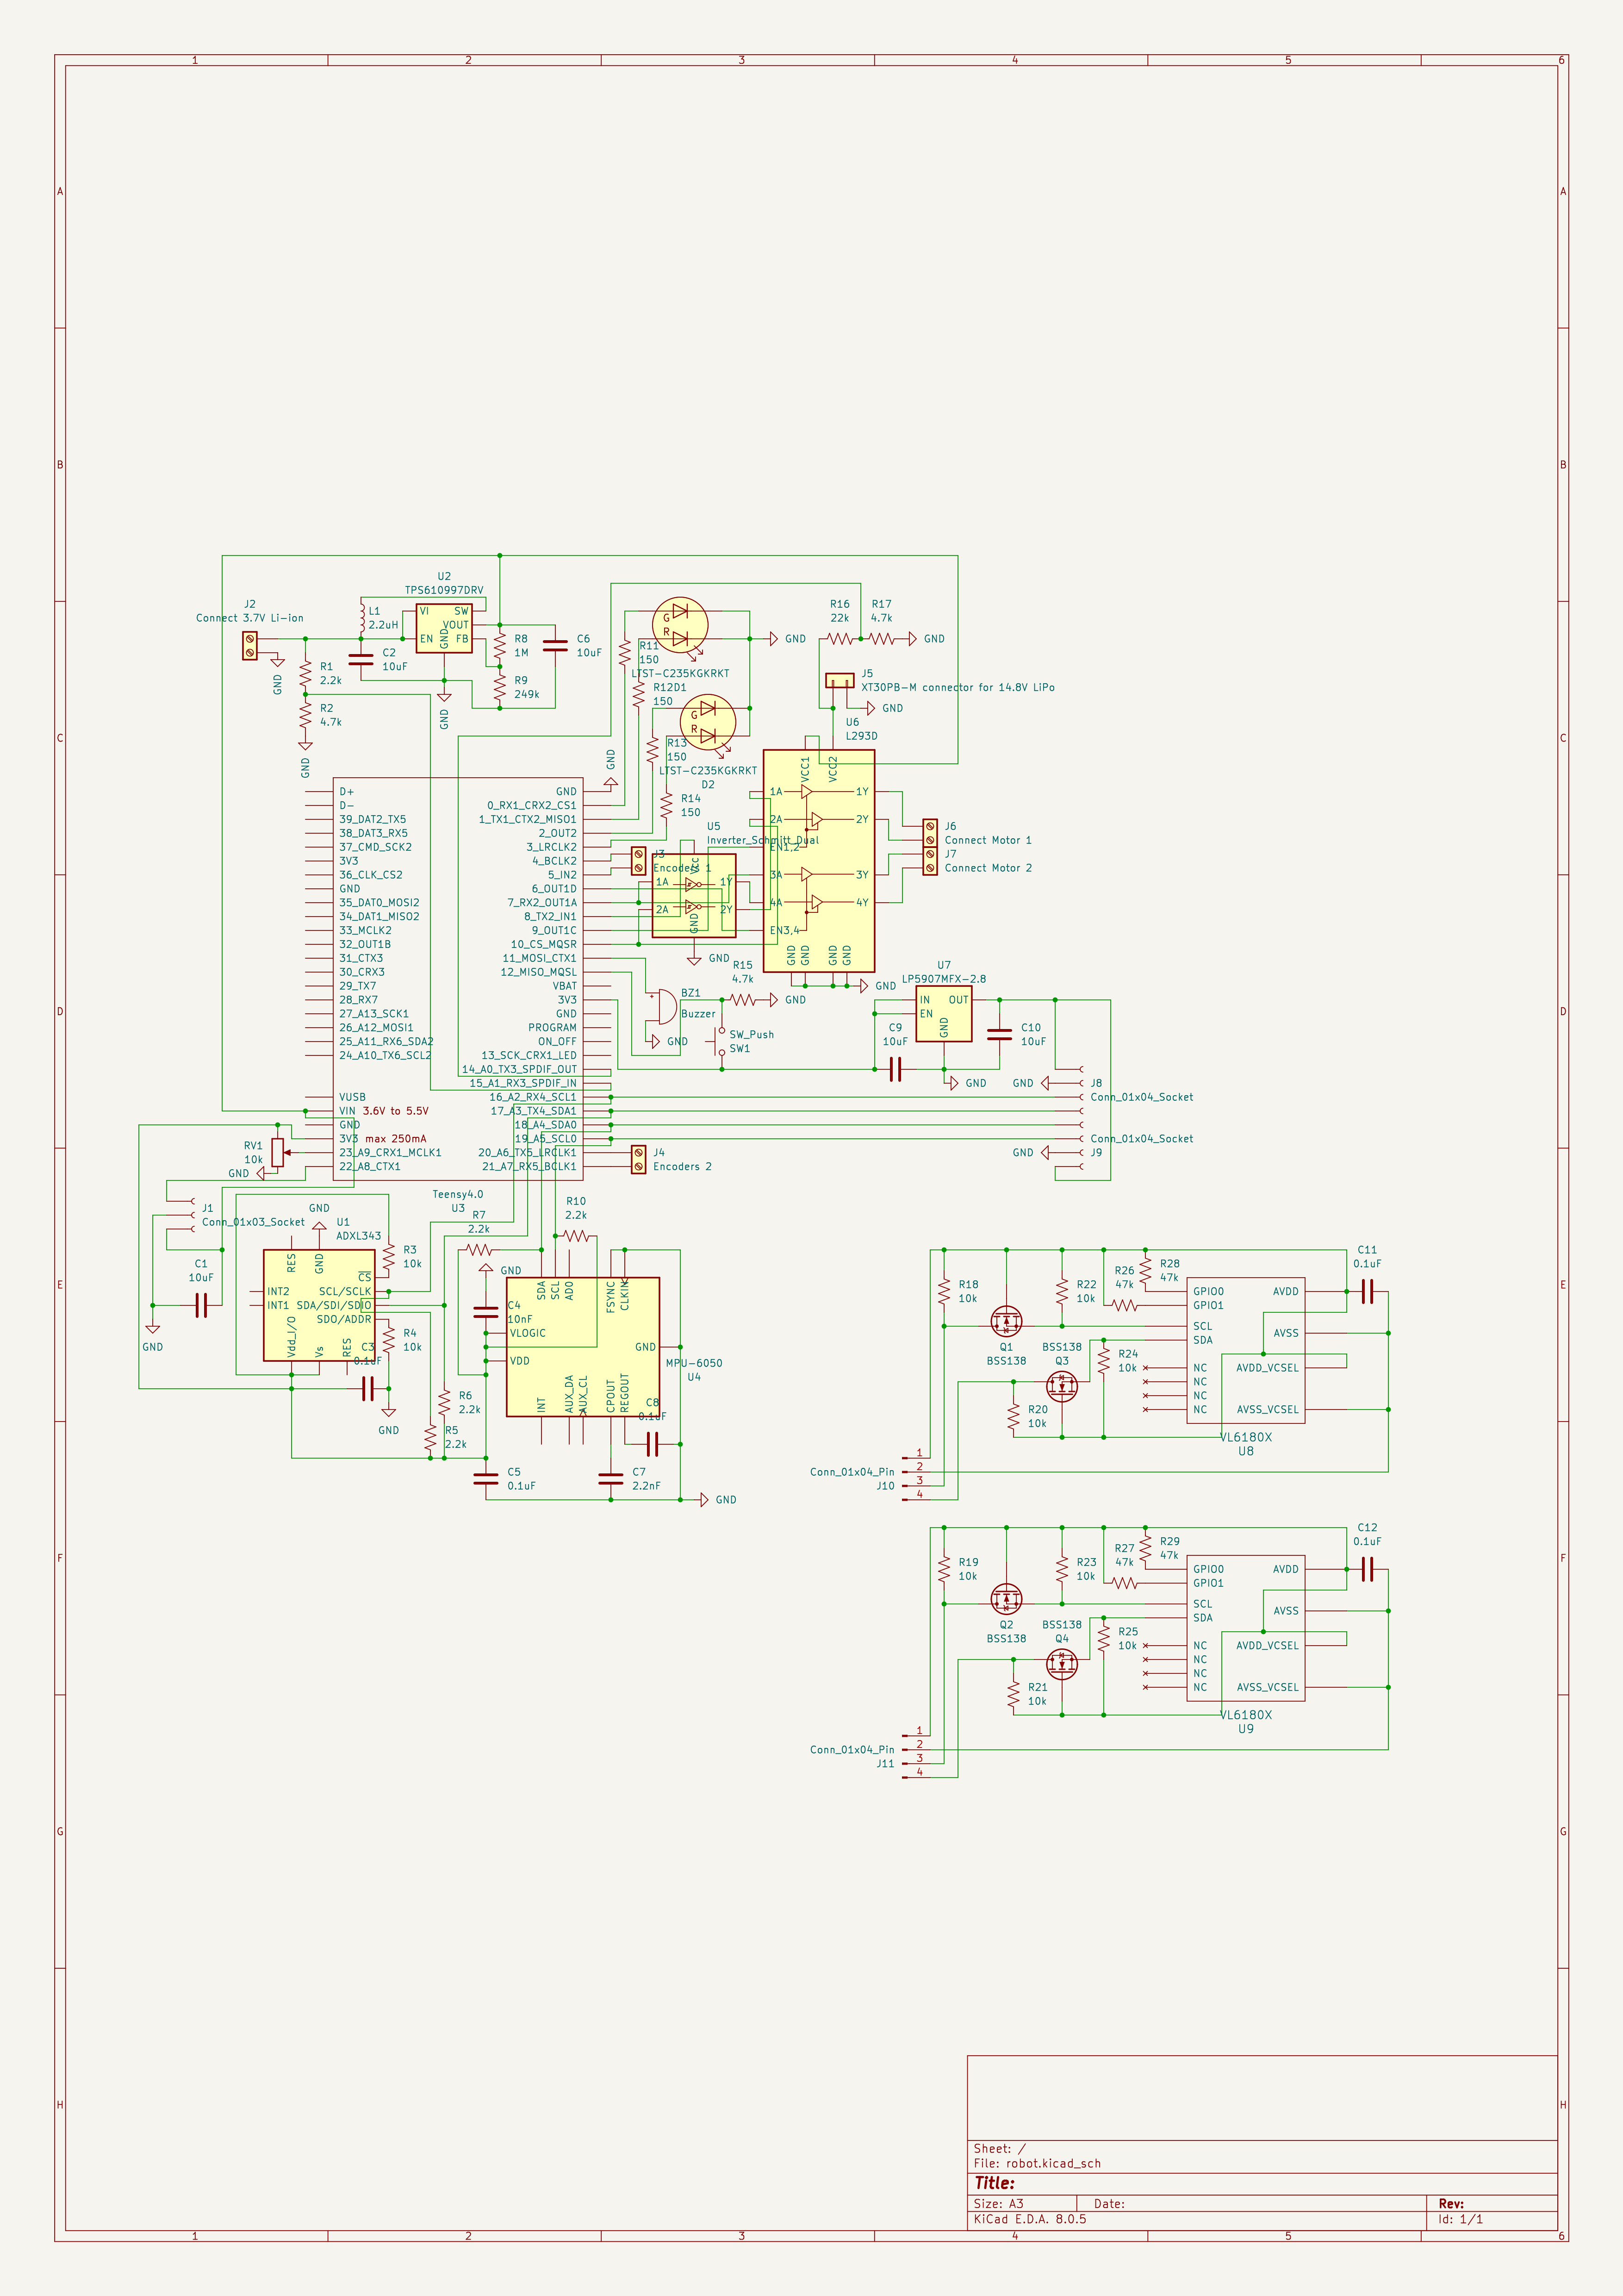 1 2 3 4 5 6
A A
B B
C C
D D
E E
F F
G G
H H
1 2 3 4 5 6
J2
Connect 3.7V Li-ion
GND
R1
2.2k
R2
4.7k
GND
L1
2.2uH
C2
10uF
U2
TPS610997DRV
VI
EN
SW
VOUT
FB
GND
GND
R8
1M
R9
249k
C6
10uF
G
R
GND
R11
150
LTST-C235KGKRKT
R12
D1
150
G
R
R13
150
LTST-C235KGKRKT
D2
R14
150
R16
22k
R17
4.7k
GND
J5
XT30PB-M connector for 14.8V LiPo
GND
U6
L293D
VCC1
VCC2
1A
2A
EN1,2
3A
4A
EN3,4
1Y
2Y
3Y
4Y
GND
GND
GND
GND
GND
J6
Connect Motor 1
J7
Connect Motor 2
U5
Inverter_Schmitt_Dual
VCC
1A
2A
1Y
2Y
GND
GND
J3
Encoders 1
GND
D+
D-
39_DAT2_TX5
38_DAT3_RX5
37_CMD_SCK2
3V3
36_CLK_CS2
GND
35_DAT0_MOSI2
34_DAT1_MISO2
33_MCLK2
32_OUT1B
31_CTX3
30_CRX3
29_TX7
28_RX7
27_A13_SCK1
26_A12_MOSI1
25_A11_RX6_SDA2
24_A10_TX6_SCL2
VUSB
VIN 3.6V to 5.5V
GND
3V3 max 250mA
23_A9_CRX1_MCLK1
22_A8_CTX1
GND
0_RX1_CRX2_CS1
1_TX1_CTX2_MISO1
2_OUT2
3_LRCLK2
4_BCLK2
5_IN2
6_OUT1D
7_RX2_OUT1A
8_TX2_IN1
9_OUT1C
10_CS_MQSR
11_MOSI_CTX1
12_MISO_MQSL
VBAT
3V3
GND
PROGRAM
ON_OFF
13_SCK_CRX1_LED
14_A0_TX3_SPDIF_OUT
15_A1_RX3_SPDIF_IN
16_A2_RX4_SCL1
17_A3_TX4_SDA1
18_A4_SDA0
19_A5_SCL0
20_A6_TX5_LRCLK1
21_A7_RX5_BCLK1
Teensy4.0
U3
BZ1
+
Buzzer
GND
R15
4.7k
GND
SW_Push
SW1
U7
LP5907MFX-2.8
IN
EN
OUT
GND
C9
10uF
C10
10uF
GND
GND
J8
Conn_01x04_Socket
Conn_01x04_Socket
GND
J9
J4
Encoders 2
RV1
10k
GND
J1
Conn_01x03_Socket
C1
10uF
GND
GND
U1
ADXL343
RES
GND
CS
INT2
INT1
SCL/SCLK
SDA/SDI/SDIO
SDO/ADDR
Vdd_I/O
Vs
RES
R3
10k
R4
10k
C3
0.1uF
GND
R7
2.2k
R10
2.2k
GND
C4
10nF
SDA
SCL
AD0
FSYNC
CLKIN
VLOGIC
VDD
GND
INT
AUX_DA
AUX_CL
CPOUT
REGOUT
MPU-6050
U4
C8
0.1uF
R6
2.2k
R5
2.2k
C5
0.1uF
C7
2.2nF
GND
R18
10k
Q1
BSS138
R22
10k
BSS138
Q3
R20
10k
R24
10k
R26
47k
R28
47k
GPIO0
GPIO1
SCL
SDA
NC
NC
NC
NC
AVDD
AVSS
AVDD_VCSEL
AVSS_VCSEL
VL6180X
U8
C11
0.1uF
1
2
3
4
Conn_01x04_Pin
J10
R19
10k
Q2
BSS138
R23
10k
BSS138
Q4
R21
10k
R25
10k
R27
47k
R29
47k
GPIO0
GPIO1
SCL
SDA
NC
NC
NC
NC
AVDD
AVSS
AVDD_VCSEL
AVSS_VCSEL
VL6180X
U9
C12
0.1uF
1
2
3
4
Conn_01x04_Pin
J11
Sheet: /
File: robot.kicad_sch
Title:
Size: A3 Date: Rev:
KiCad E.D.A. 8.0.5 Id: 1/1